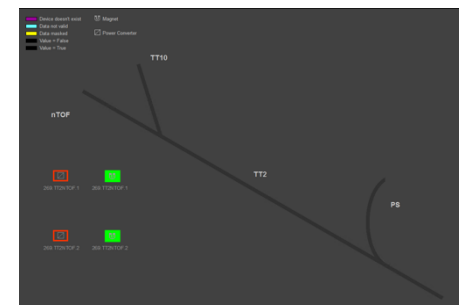 Device doesn't exist
Data not valid
Data masked
Value = False
Value = True
Magnet
Power Converter
TT10
nTOF
TT2
PS